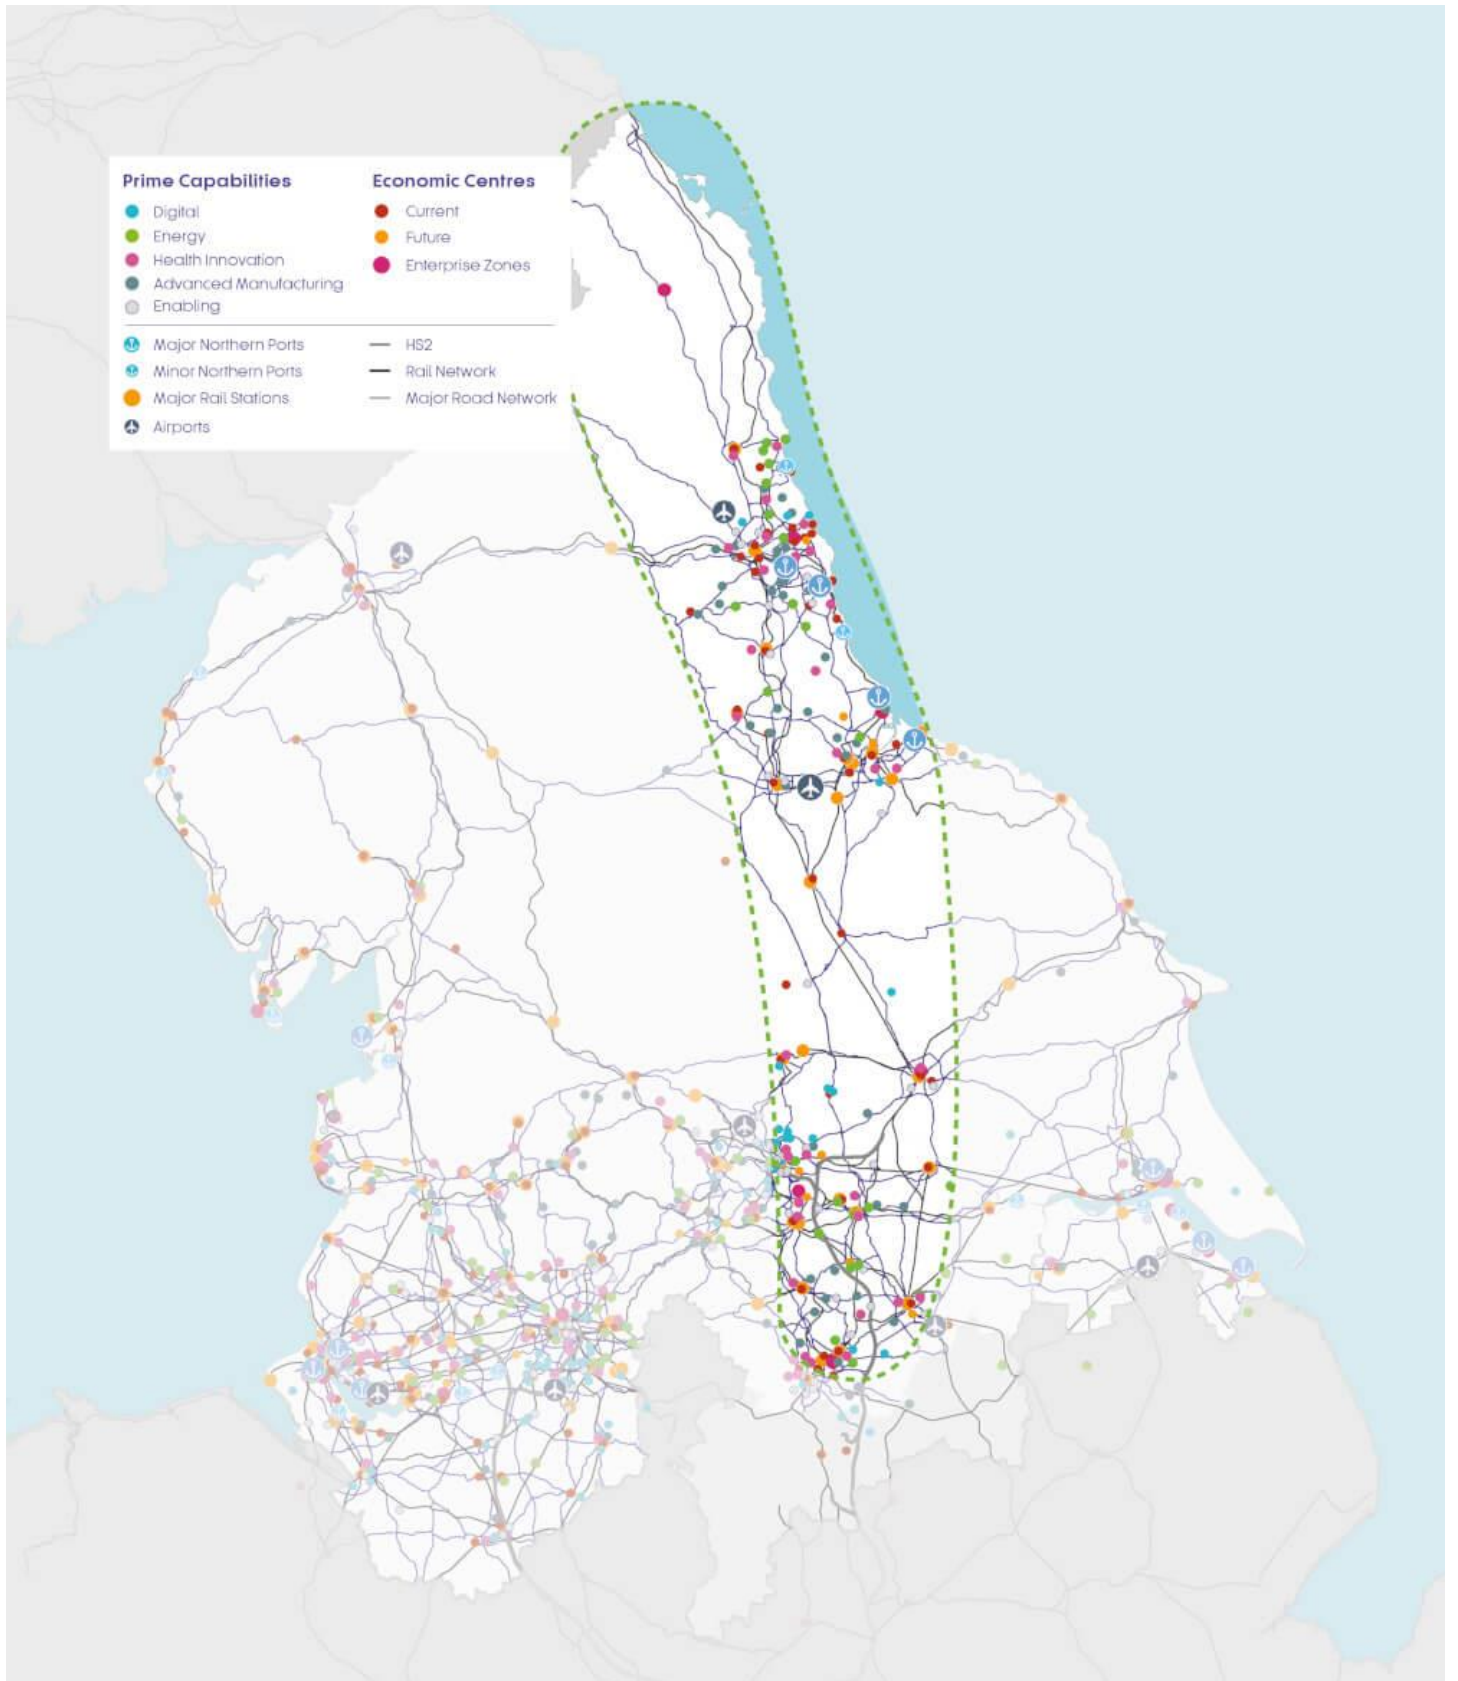 Prime Capabilities
Digital
Energy
Health Innovation
Advanced Manufacturing
Enabling
Economic Centres
Current
Future
Enterprise Zones
Major Northern Ports
Minor Northern Ports
Major Rail Stations
Airports
HS2
Rail Network
Major Road Network